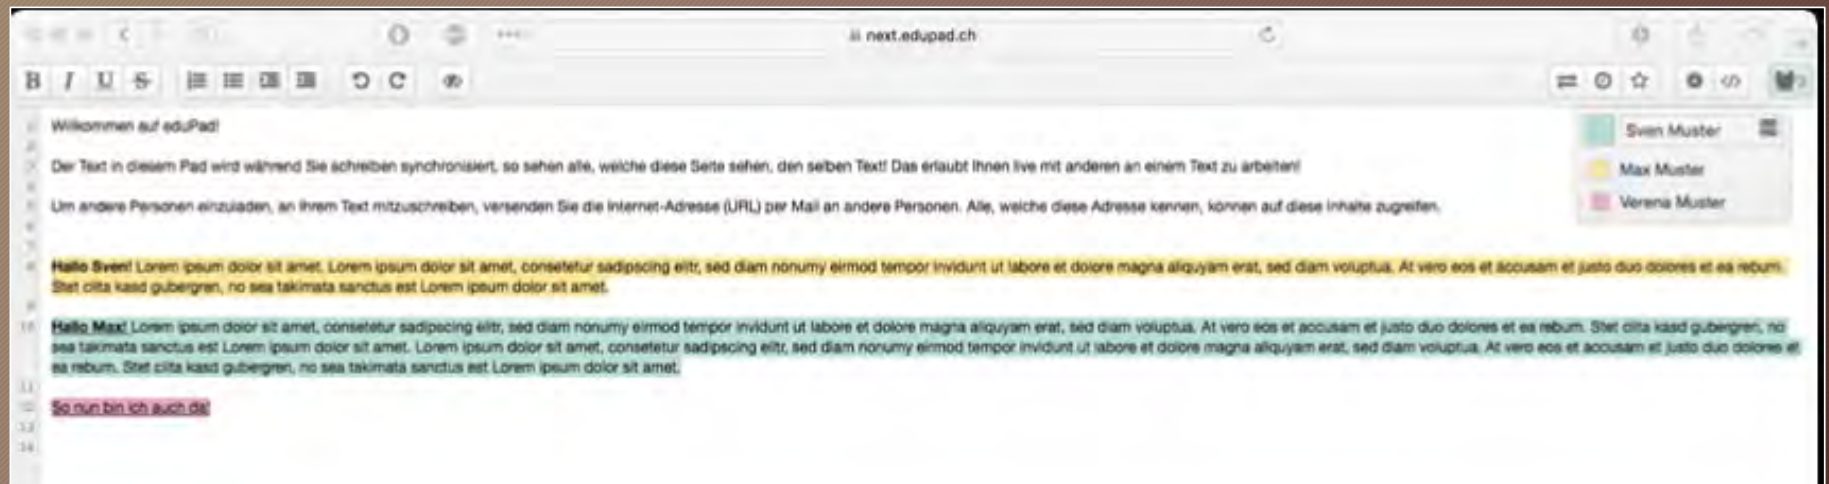 next.edupad.ch
B I U S
Willkommen auf eduPad!
Sven Muster
Der Text in diesem Pad wird während Sie schreiben synchronisiert, so sehen alle, welche diese Seite sehen, den selben Text! Das erlaubt Ihnen live mit anderen an einem Text zu arbeiten!
Max Muster
Um andere Personen einzuladen, an Ihrem Text mitzuschreiben, versenden Sie die Internet-Adresse (URL) per Mail an andere Personen. Alle, welche diese Adresse kennen, können auf diese Inhalte zugreifen.
Verena Muster
Hallo Sven! Lorem ipsum dolor sit amet. Lorem ipsum dolor sit amet, consetetur sadipscing elitr, sed diam nonumy eirmod tempor invidunt ut labore et dolore magna aliquyam erat, sed diam voluptua. At vero eos et accusam et justo duo dolores et ea rebum.
Stet clita kasd gubergren, no sea takimata sanctus est Lorem ipsum dolor sit amet.
10 Hallo Max! Lorem ipsum dolor sit amet, consetetur sadipscing elitr, sed diam nonumy eirmod tempor invidunt ut labore et dolore magna aliquyam erat, sed diam voluptua. At vero eos et accusam et justo duo dolores et ea rebum. Stet clita kasd gubergren, no
sea takimata sanctus est Lorem ipsum dolor sit amet. Lorem ipsum dolor sit amet, consetetur sadipscing elitr, sed diam nonumy eirmod tempor invidunt ut labore et dolore magna aliquyam erat, sed diam voluptua. At vero eos et accusam et justo duo dolores et
ea rebum. Stet clita kasd gubergren, no sea takimata sanctus est Lorem ipsum dolor sit amet.
11
12 So nun bin ich auch da!
13
14